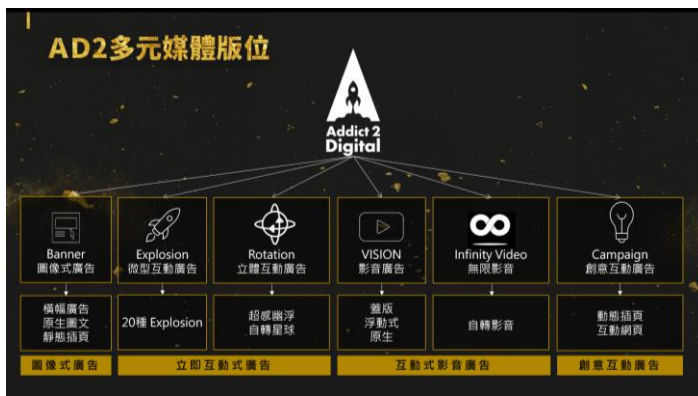 AD2多元媒體版位
Addict 2
Digital
Banner
圖像式廣告
Explosion
微型互動廣告
Rotation
立體互動廣告
VISION
影音廣告
Infinity Video
無限影音
Campaign
創意互動廣告
橫幅廣告
原生圖文
靜態插頁
20種 Explosion
超感幽浮
自轉星球
蓋版
浮動式
原生
自轉影音
動態插頁
互動網頁
圖像式廣告
立即互動式廣告
互動式影音廣告
創意互動廣告